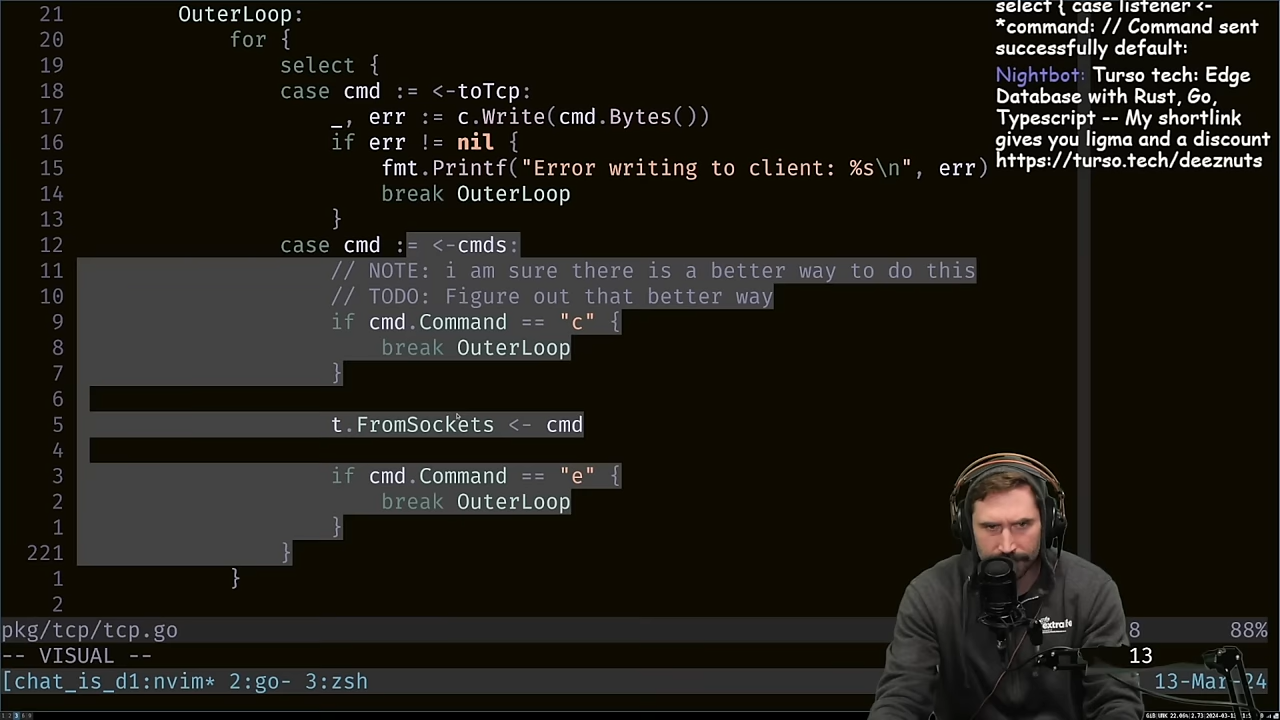 21 OuterLoop:
20 for {
19 select {
18 case cmd := <-toTcp:
17 _, err := c.Write(cmd.Bytes())
16 if err != nil {
15 fmt.Printf("Error writing to client: %s\n", err)
14 break OuterLoop
13 }
12 case cmd := <-cmds:
11 // NOTE: i am sure there is a better way to do this
10 // TODO: Figure out that better way
9 if cmd.Command == "c" {
8 break OuterLoop
7 }
6
5 t.FromSockets <- cmd
4
3 if cmd.Command == "e" {
2 break OuterLoop
1 }
221 }
1 }
2
pkg/tcp/tcp.go 8 88%
-- VISUAL -- 13
[chat_is_d1:nvim* 2:go- 3:zsh 13-Mar-24
select { case listener <-
*command: // Command sent
successfully default:
Nightbot: Turso tech: Edge
Database with Rust, Go,
Typescript -- My shortlink
gives you ligma and a discount
https://turso.tech/deeznuts